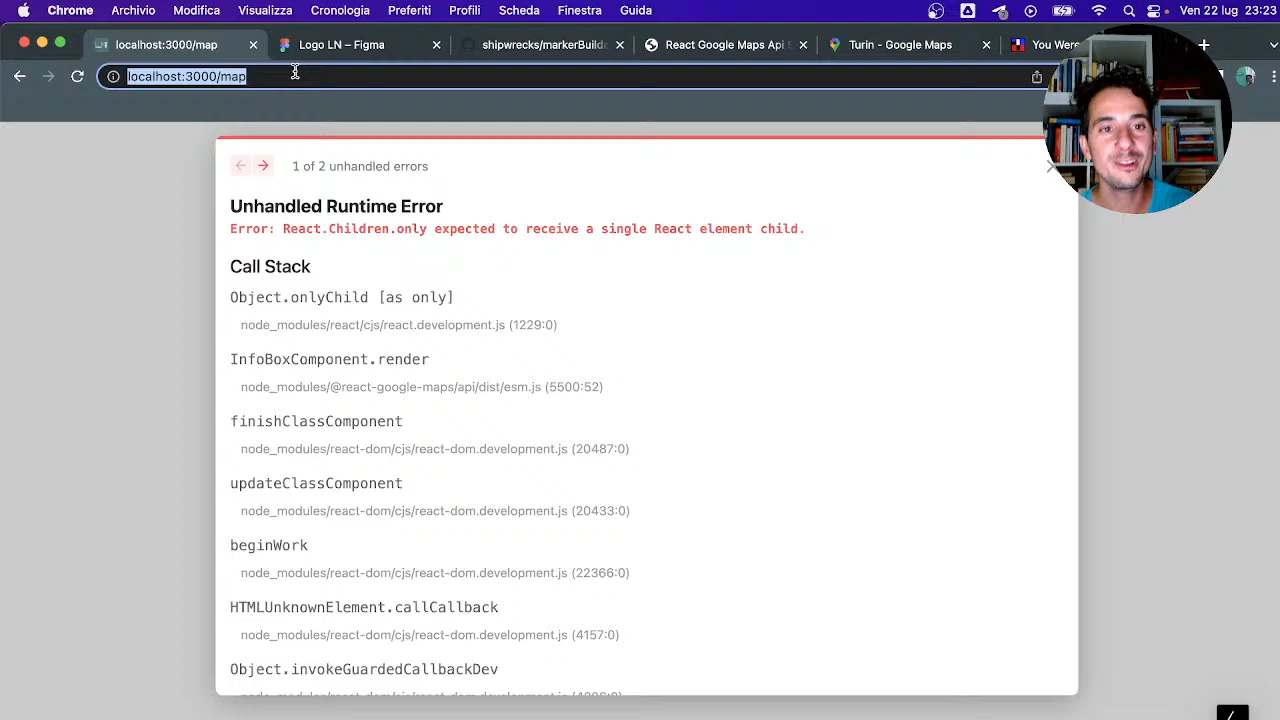 Chrome Archivio Modifica Visualizza Cronologia Preferiti Profili Scheda Finestra Guida Ven 22 lug 23:23
localhost:3000/map Logo LN – Figma shipwrecks/markerBuild React Google Maps Api S Turin - Google Maps You Were
localhost:3000/map
1 of 2 unhandled errors
Unhandled Runtime Error
Error: React.Children.only expected to receive a single React element child.
Call Stack
Object.onlyChild [as only]
node_modules/react/cjs/react.development.js (1229:0)
InfoBoxComponent.render
node_modules/@react-google-maps/api/dist/esm.js (5500:52)
finishClassComponent
node_modules/react-dom/cjs/react-dom.development.js (20487:0)
updateClassComponent
node_modules/react-dom/cjs/react-dom.development.js (20433:0)
beginWork
node_modules/react-dom/cjs/react-dom.development.js (22366:0)
HTMLUnknownElement.callCallback
node_modules/react-dom/cjs/react-dom.development.js (4157:0)
Object.invokeGuardedCallbackDev